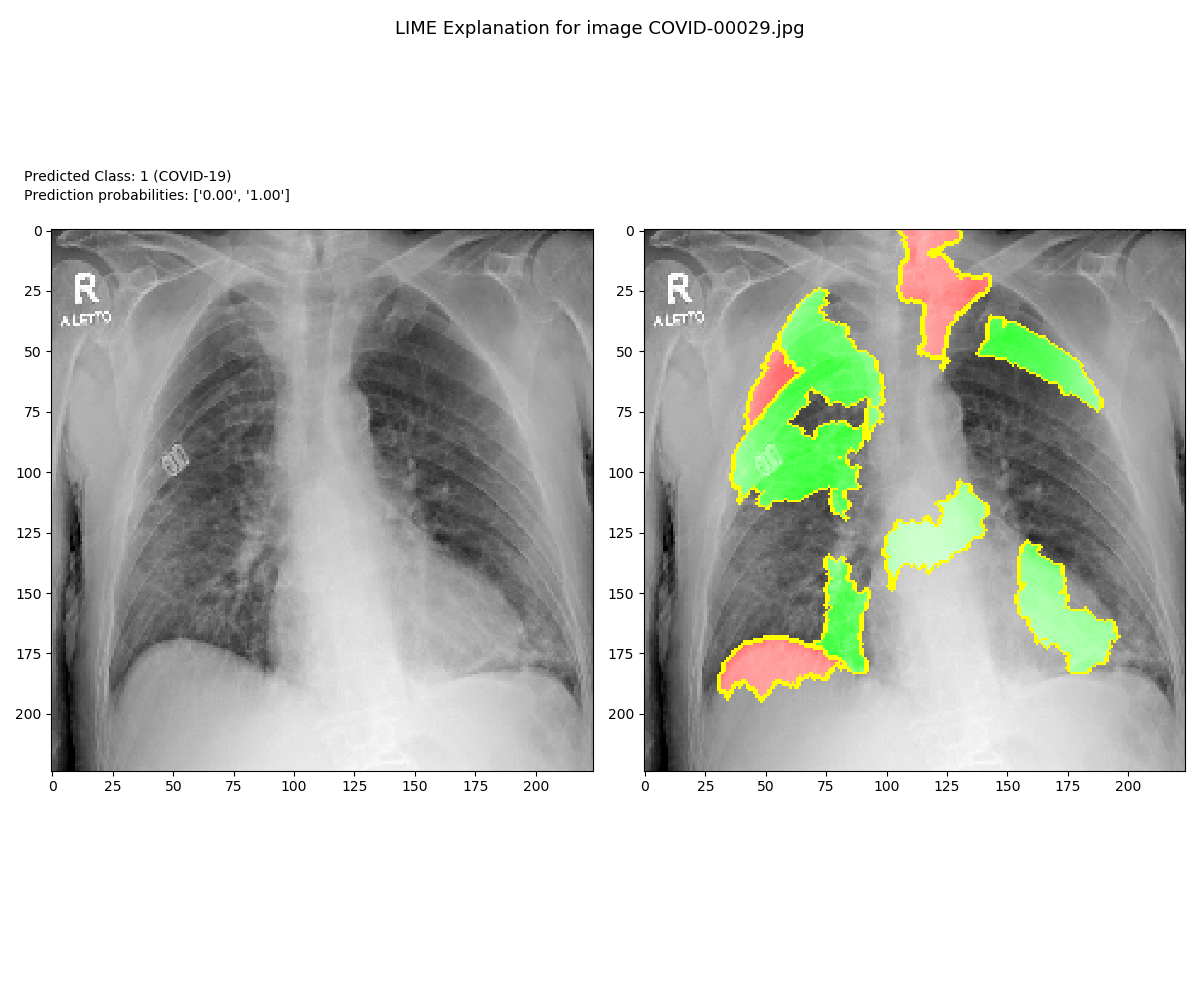 LIME Explanation for image COVID-00029.jpg
Predicted Class: 1 (COVID-19)
Prediction probabilities: ['0.00', '1.00']
0
25
50
75
100
125
150
175
200
0 25 50 75 100 125 150 175 200
R
A LETTO
0
25
50
75
100
125
150
175
200
0 25 50 75 100 125 150 175 200
R
A LETTO